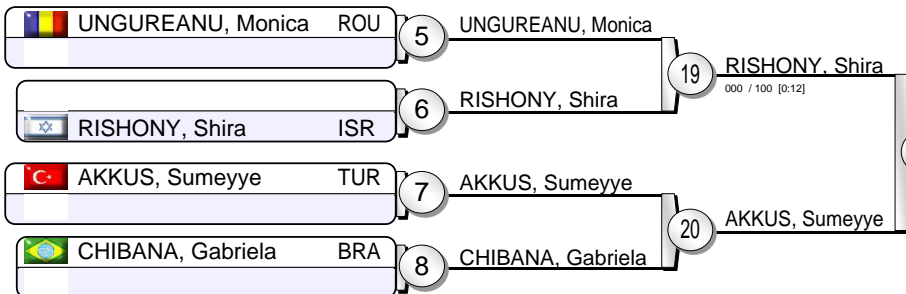 UNGUREANU, Monica ROU
5
UNGUREANU, Monica
19
RISHONY, Shira
000 / 100 [0:12]
6
RISHONY, Shira
RISHONY, Shira ISR
AKKUS, Sumeyye TUR
7
AKKUS, Sumeyye
20
AKKUS, Sumeyye
CHIBANA, Gabriela BRA
8
CHIBANA, Gabriela